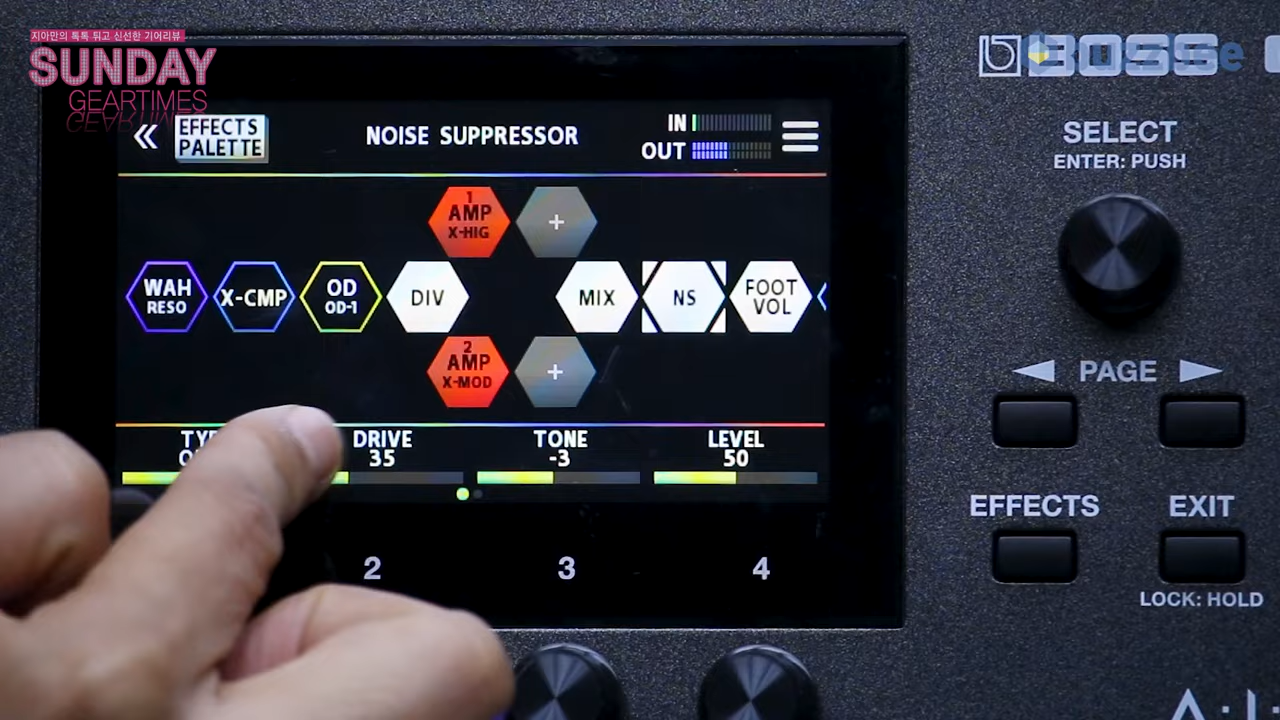 지아만의 톡톡 튀고 신선한 기어리뷰
SUNDAY
GEARTIMES
BOSS
EFFECTS
PALETTE
NOISE SUPPRESSOR
IN
OUT
SELECT
ENTER: PUSH
1
AMP
X-HIG
+
WAH
RESO
X-CMP
OD
OD-1
DIV
MIX
NS
FOOT
VOL
2
AMP
X-MOD
+
PAGE
DRIVE
35
TONE
-3
LEVEL
50
EFFECTS
EXIT
2
3
4
LOCK: HOLD